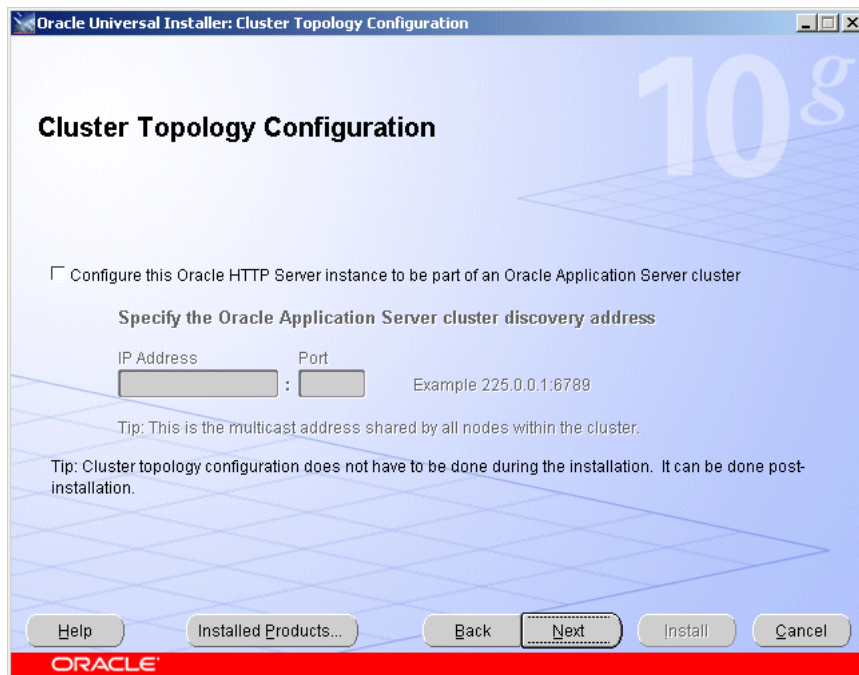 Oracle Universal Installer: Cluster Topology Configuration
10g
Cluster Topology Configuration
Configure this Oracle HTTP Server instance to be part of an Oracle Application Server cluster
Specify the Oracle Application Server cluster discovery address
IP Address Port
: Example 225.0.0.1:6789
Tip: This is the multicast address shared by all nodes within the cluster.
Tip: Cluster topology configuration does not have to be done during the installation. It can be done post-
installation.
Help Installed Products... Back Next Install Cancel
ORACLE